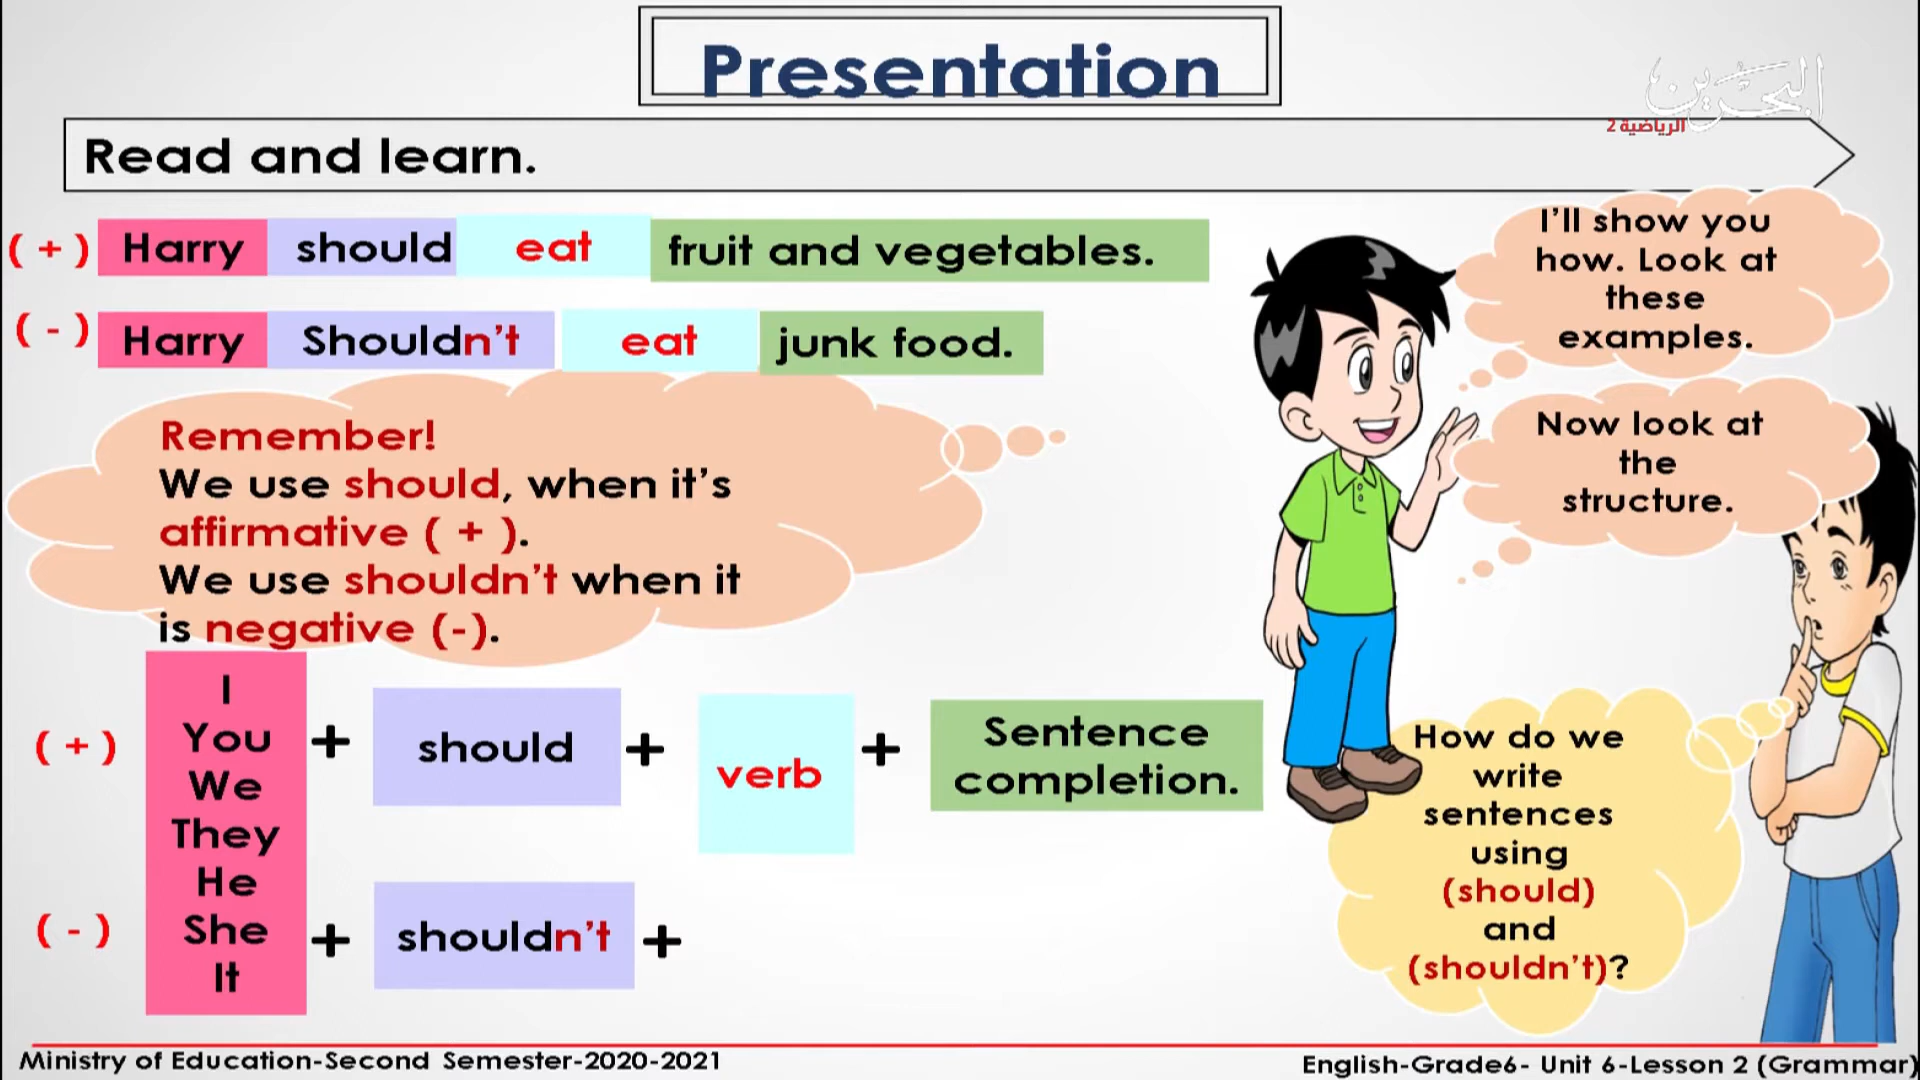 Presentation
البحرين
الرياضية 2
Read and learn.
( + ) Harry should eat fruit and vegetables.
( - ) Harry Shouldn't eat junk food.
I'll show you
how. Look at
these
examples.
Now look at
the
structure.
Remember!
We use should, when it's
affirmative ( + ).
We use shouldn't when it
is negative (-).
I
You
We
They
He
She
It
( + ) + should + verb + Sentence
completion.
( - ) + shouldn't +
How do we
write
sentences
using
(should)
and
(shouldn't)?
Ministry of Education-Second Semester-2020-2021
English-Grade6- Unit 6-Lesson 2 (Grammar)